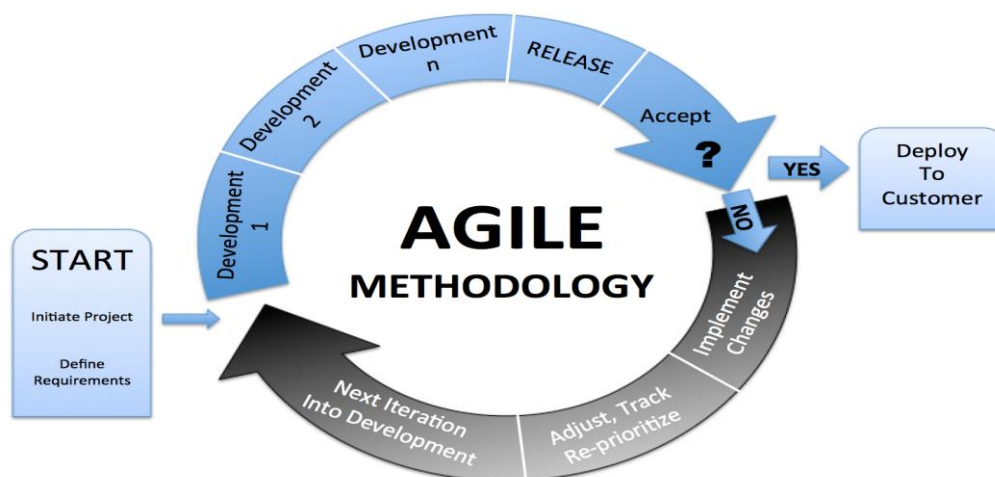 START
Initiate Project
Define
Requirements
Development
1
Development
2
Development
n
RELEASE
Accept
?
YES
Deploy
To
Customer
NO
Implement
Changes
Adjust, Track
Re-prioritize
Next Iteration
Into Development
AGILE
METHODOLOGY